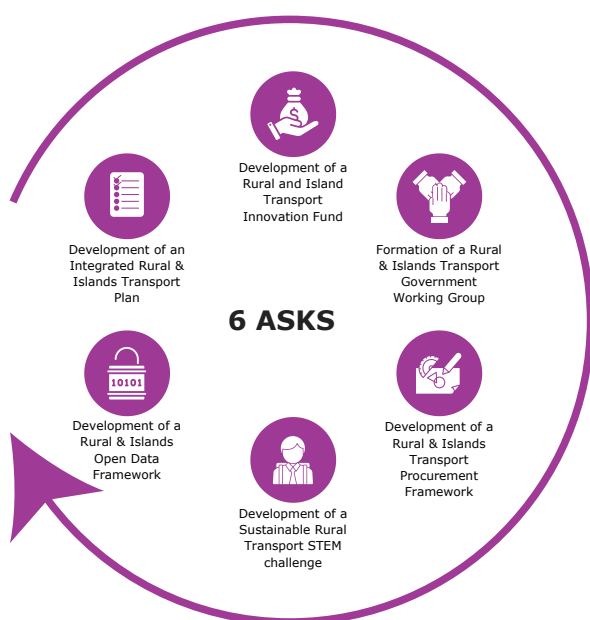 Development of a
Rural and Island
Transport
Innovation Fund
Development of an
Integrated Rural &
Islands Transport
Plan
Formation of a Rural
& Islands Transport
Government
Working Group
6 ASKS
10101
Development of a
Rural & Islands
Open Data
Framework
Development of a
Rural & Islands
Transport
Procurement
Framework
Development of a
Sustainable Rural
Transport STEM
challenge
$